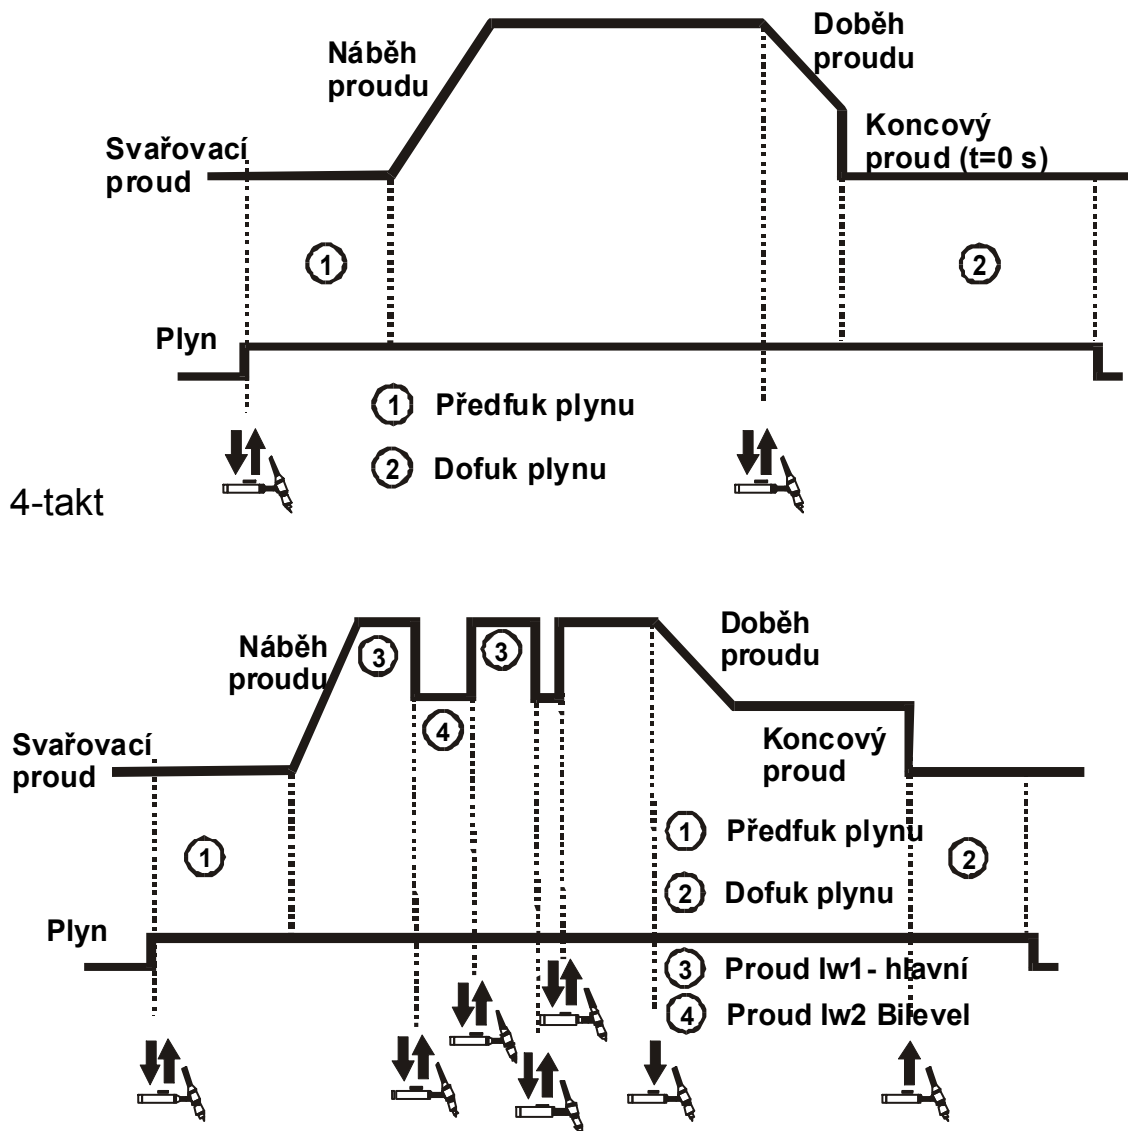 Náběh
proudu
Doběh
proudu
Svařovací
proud
Koncový
proud (t=0 s)
1
2
Plyn
1 Předfuk plynu
2 Dofuk plynu
4-takt
Náběh
proudu
3
3
4
Doběh
proudu
Svařovací
proud
Koncový
proud
1
1 Předfuk plynu
2
2 Dofuk plynu
Plyn
3 Proud Iw1- hlavní
4 Proud Iw2 Bilevel